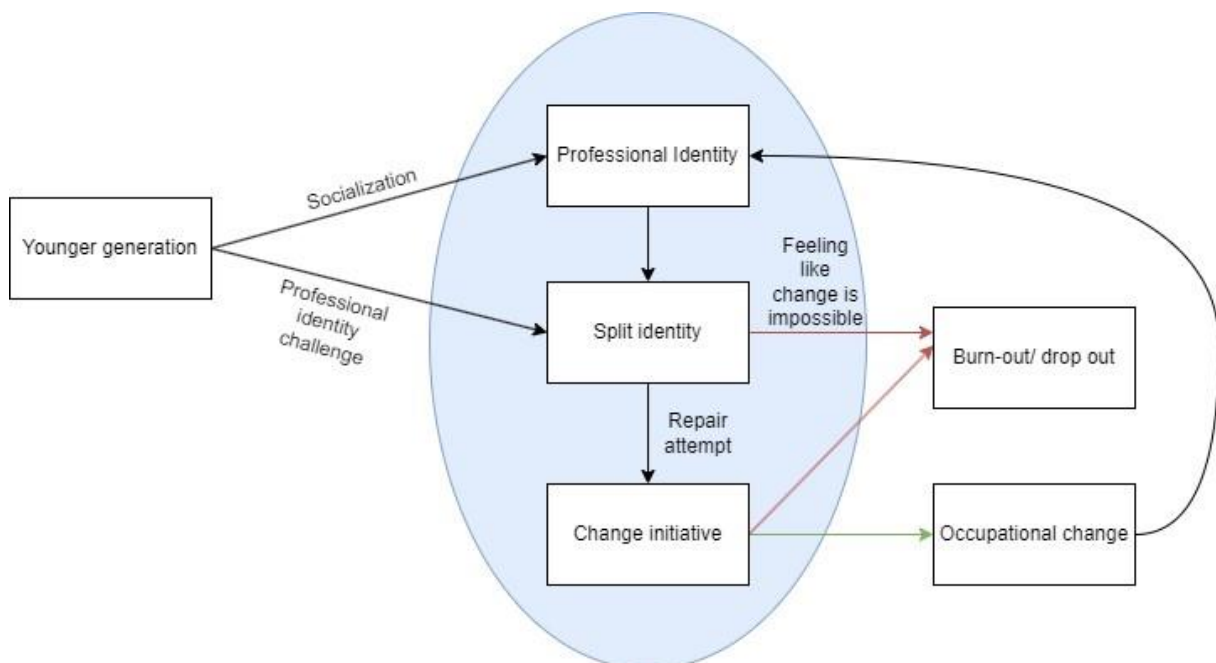 Professional Identity
Socialization
Younger generation
Professional
identity
challenge
Feeling
like
change is
impossible
Split identity
Burn-out/ drop out
Repair
attempt
Change initiative
Occupational change